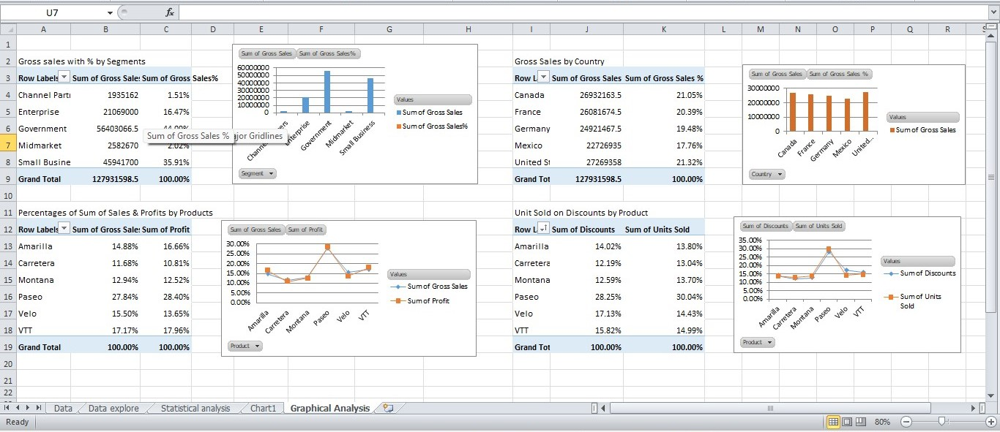 U7 fx
A B C D E F G H I J K L M N O P Q R S
1
2 Gross sales with % by Segments Gross Sales by Country
3 Row Labels Sum of Gross Sale: Sum of Gross Sales% Row L Sum of Gross Sales Sum of Gross Sales %
4 Channel Part 1935162 1.51% Canada 26932163.5 21.05%
5 Enterprise 21069000 16.47% France 26081674.5 20.39%
6 Government 56403066.5 Germany 24921467.5 19.48%
7 Midmarket 2582670 2.02% Mexico 22726935 17.76%
8 Small Busine 45941700 35.91% United St 27269358 21.32%
9 Grand Total 127931598.5 100.00% Grand Tot 127931598.5 100.00%
Sum of Gross Sales % jor Gridlines
Sum of Gross Sales Sum of Gross Sales%
60000000
50000000
40000000
30000000
20000000
10000000
0
Enterprise Government Midmarket Small Business
Values
Sum of Gross Sales
Sum of Gross Sales%
Segment
Sum of Gross Sales Sum of Gross Sales %
30000000
20000000
10000000
0
Canada France Germany Mexico United...
Values
Sum of Gross Sales
Country
10
11 Percentages of Sum of Sales & Profits by Products Unit Sold on Discounts by Product
12 Row Labels Sum of Gross Sale: Sum of Profit Row L Sum of Discounts Sum of Units Sold
13 Amarilla 14.88% 16.66% Amarilla 14.02% 13.80%
14 Carretera 11.68% 10.81% Carretera 12.19% 13.04%
15 Montana 12.94% 12.52% Montana 12.59% 13.70%
16 Paseo 27.84% 28.40% Paseo 28.25% 30.04%
17 Velo 15.50% 13.65% Velo 17.13% 14.43%
18 VTT 17.17% 17.96% VTT 15.82% 14.99%
19 Grand Total 100.00% 100.00% Grand Tot 100.00% 100.00%
Sum of Gross Sales Sum of Profit
30.00%
25.00%
20.00%
15.00%
10.00%
5.00%
0.00%
Amarilla Carretera Montana Paseo Velo VTT
Values
Sum of Gross Sales
Sum of Profit
Product
Sum of Discounts Sum of Units Sold
35.00%
30.00%
25.00%
20.00%
15.00%
10.00%
5.00%
0.00%
Amarilla Carretera Montana Paseo Velo VTT
Values
Sum of Discounts
Sum of Units
Sold
Product
20
21
22
Data Data explore Statistical analysis Chart1 Graphical Analysis
Ready 80%